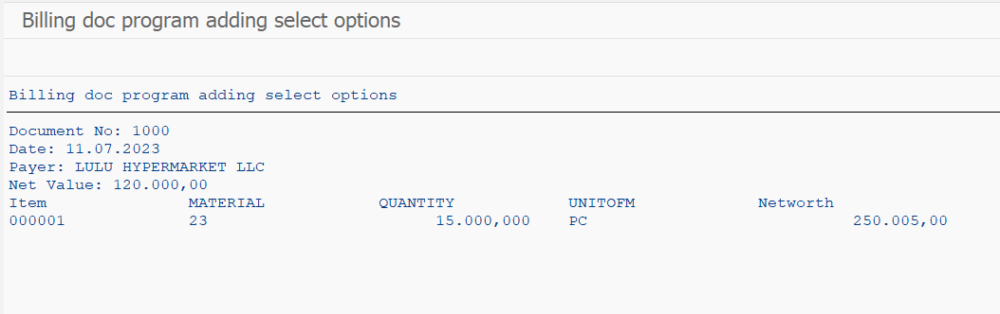 Billing doc program adding select options
Billing doc program adding select options
Document No: 1000
Date: 11.07.2023
Payer: LULU HYPERMARKET LLC
Net Value: 120.000,00
Item MATERIAL QUANTITY UNITOFM Networth
000001 23 15.000,000 PC 250.005,00